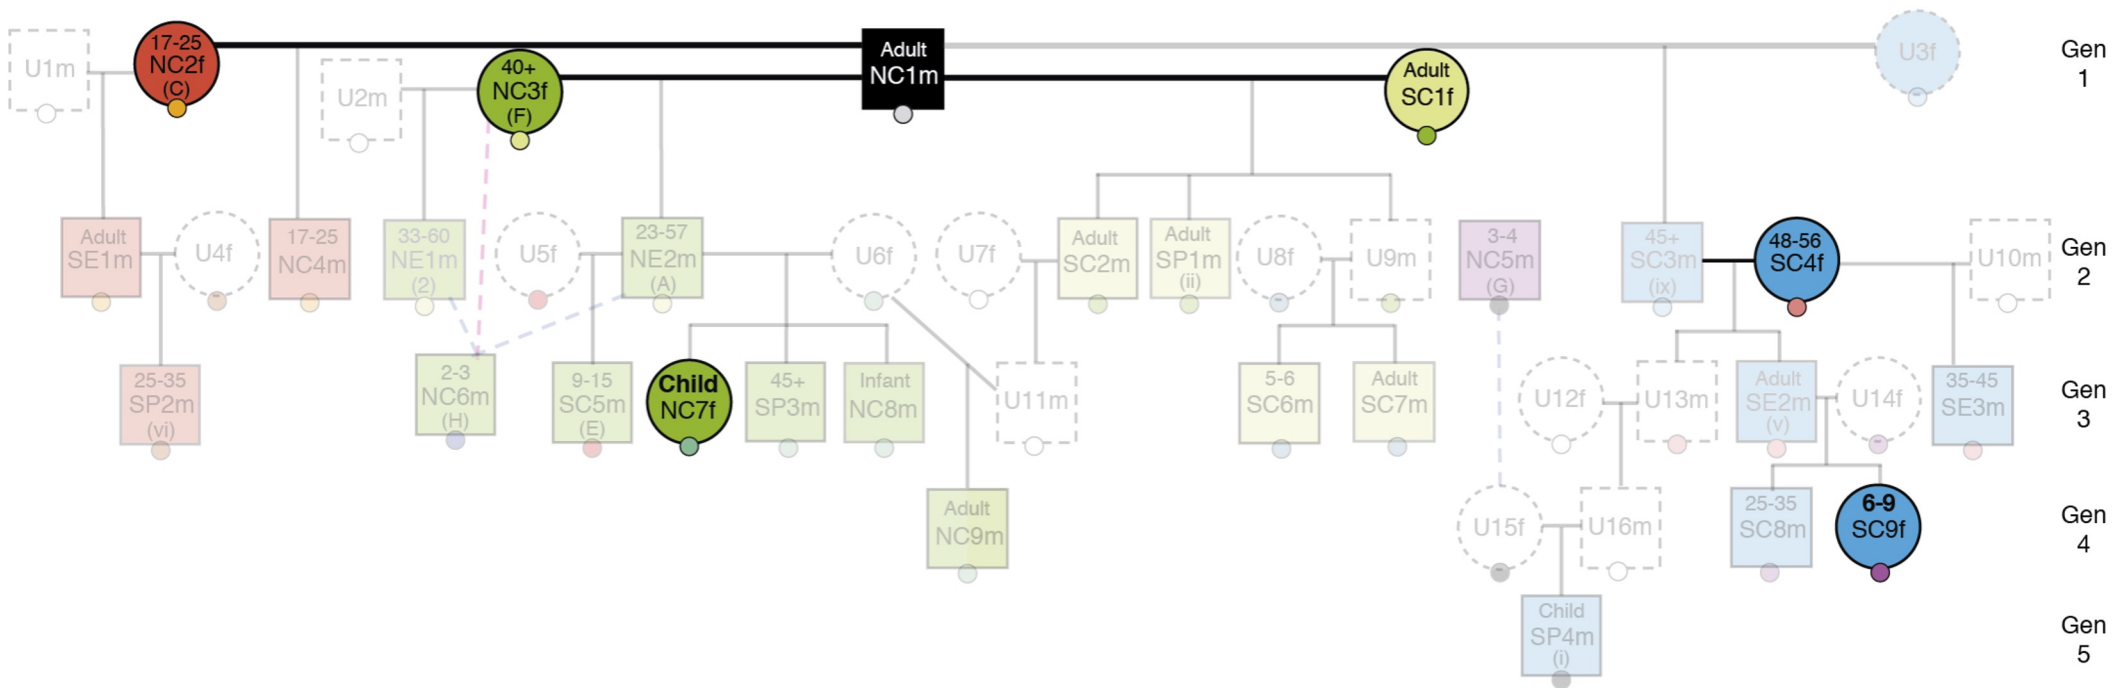 U1m
17-25
NC2f
(C)
U2m
40+
NC3f
(F)
Adult
NC1m
Adult
SC1f
U3f
Gen
1
Adult
SE1m
U4f
17-25
NC4m
33-60
NE1m
(2)
U5f
23-57
NE2m
(A)
U6f
U7f
Adult
SC2m
Adult
SP1m
(ii)
U8f
U9m
3-4
NC5m
(G)
45+
SC3m
(ix)
48-56
SC4f
U10m
Gen
2
25-35
SP2m
(vi)
2-3
NC6m
(H)
9-15
SC5m
(E)
Child
NC7f
45+
SP3m
Infant
NC8m
U11m
5-6
SC6m
Adult
SC7m
U12f
U13m
Adult
SE2m
(v)
U14f
35-45
SE3m
Gen
3
Adult
NC9m
U15f
U16m
25-35
SC8m
6-9
SC9f
Gen
4
Child
SP4m
(i)
Gen
5